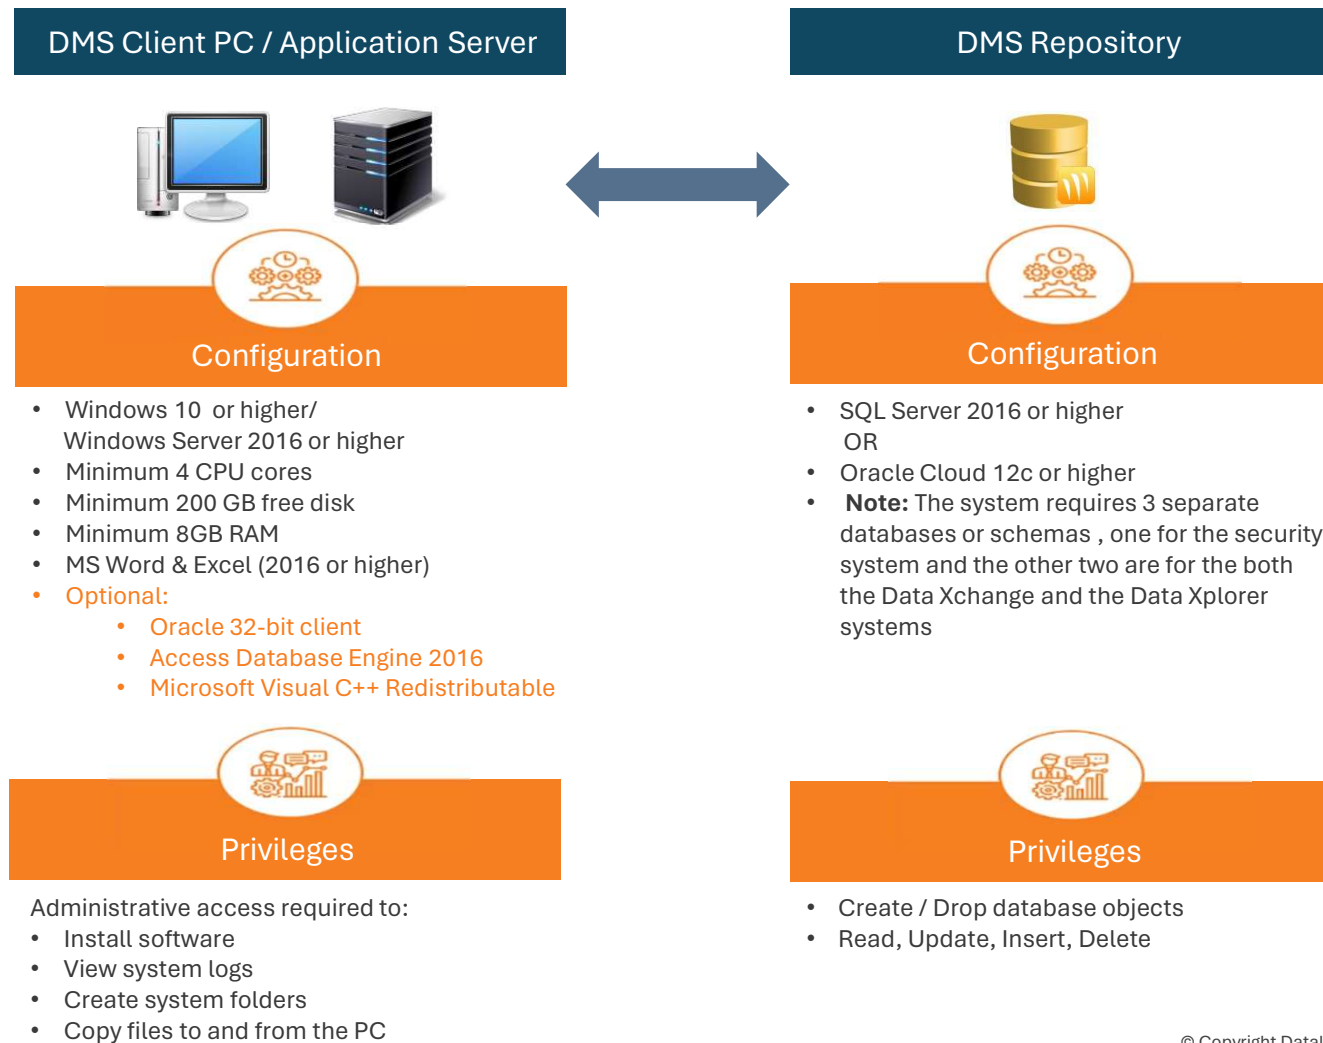 DMS Client PC / Application Server
Configuration
• Windows 10 or higher/
Windows Server 2016 or higher
• Minimum 4 CPU cores
• Minimum 200 GB free disk
• Minimum 8GB RAM
• MS Word & Excel (2016 or higher)
• Optional:
• Oracle 32-bit client
• Access Database Engine 2016
• Microsoft Visual C++ Redistributable
Privileges
Administrative access required to:
• Install software
• View system logs
• Create system folders
• Copy files to and from the PC
DMS Repository
Configuration
• SQL Server 2016 or higher
OR
• Oracle Cloud 12c or higher
• Note: The system requires 3 separate
databases or schemas , one for the security
system and the other two are for the both
the Data Xchange and the Data Xplorer
systems
Privileges
• Create / Drop database objects
• Read, Update, Insert, Delete
© Copyright